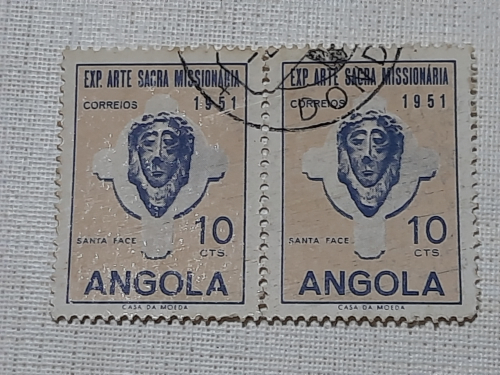 EXP. ARTE SACRA MISSIONÁRIA
CORREIOS 1951
SANTA FACE 10
CTS.
ANGOLA
CASA DA MOEDA
EXP. ARTE SACRA MISSIONÁRIA
CORREIOS 1951
SANTA FACE 10
CTS.
ANGOLA
CASA DA MOEDA